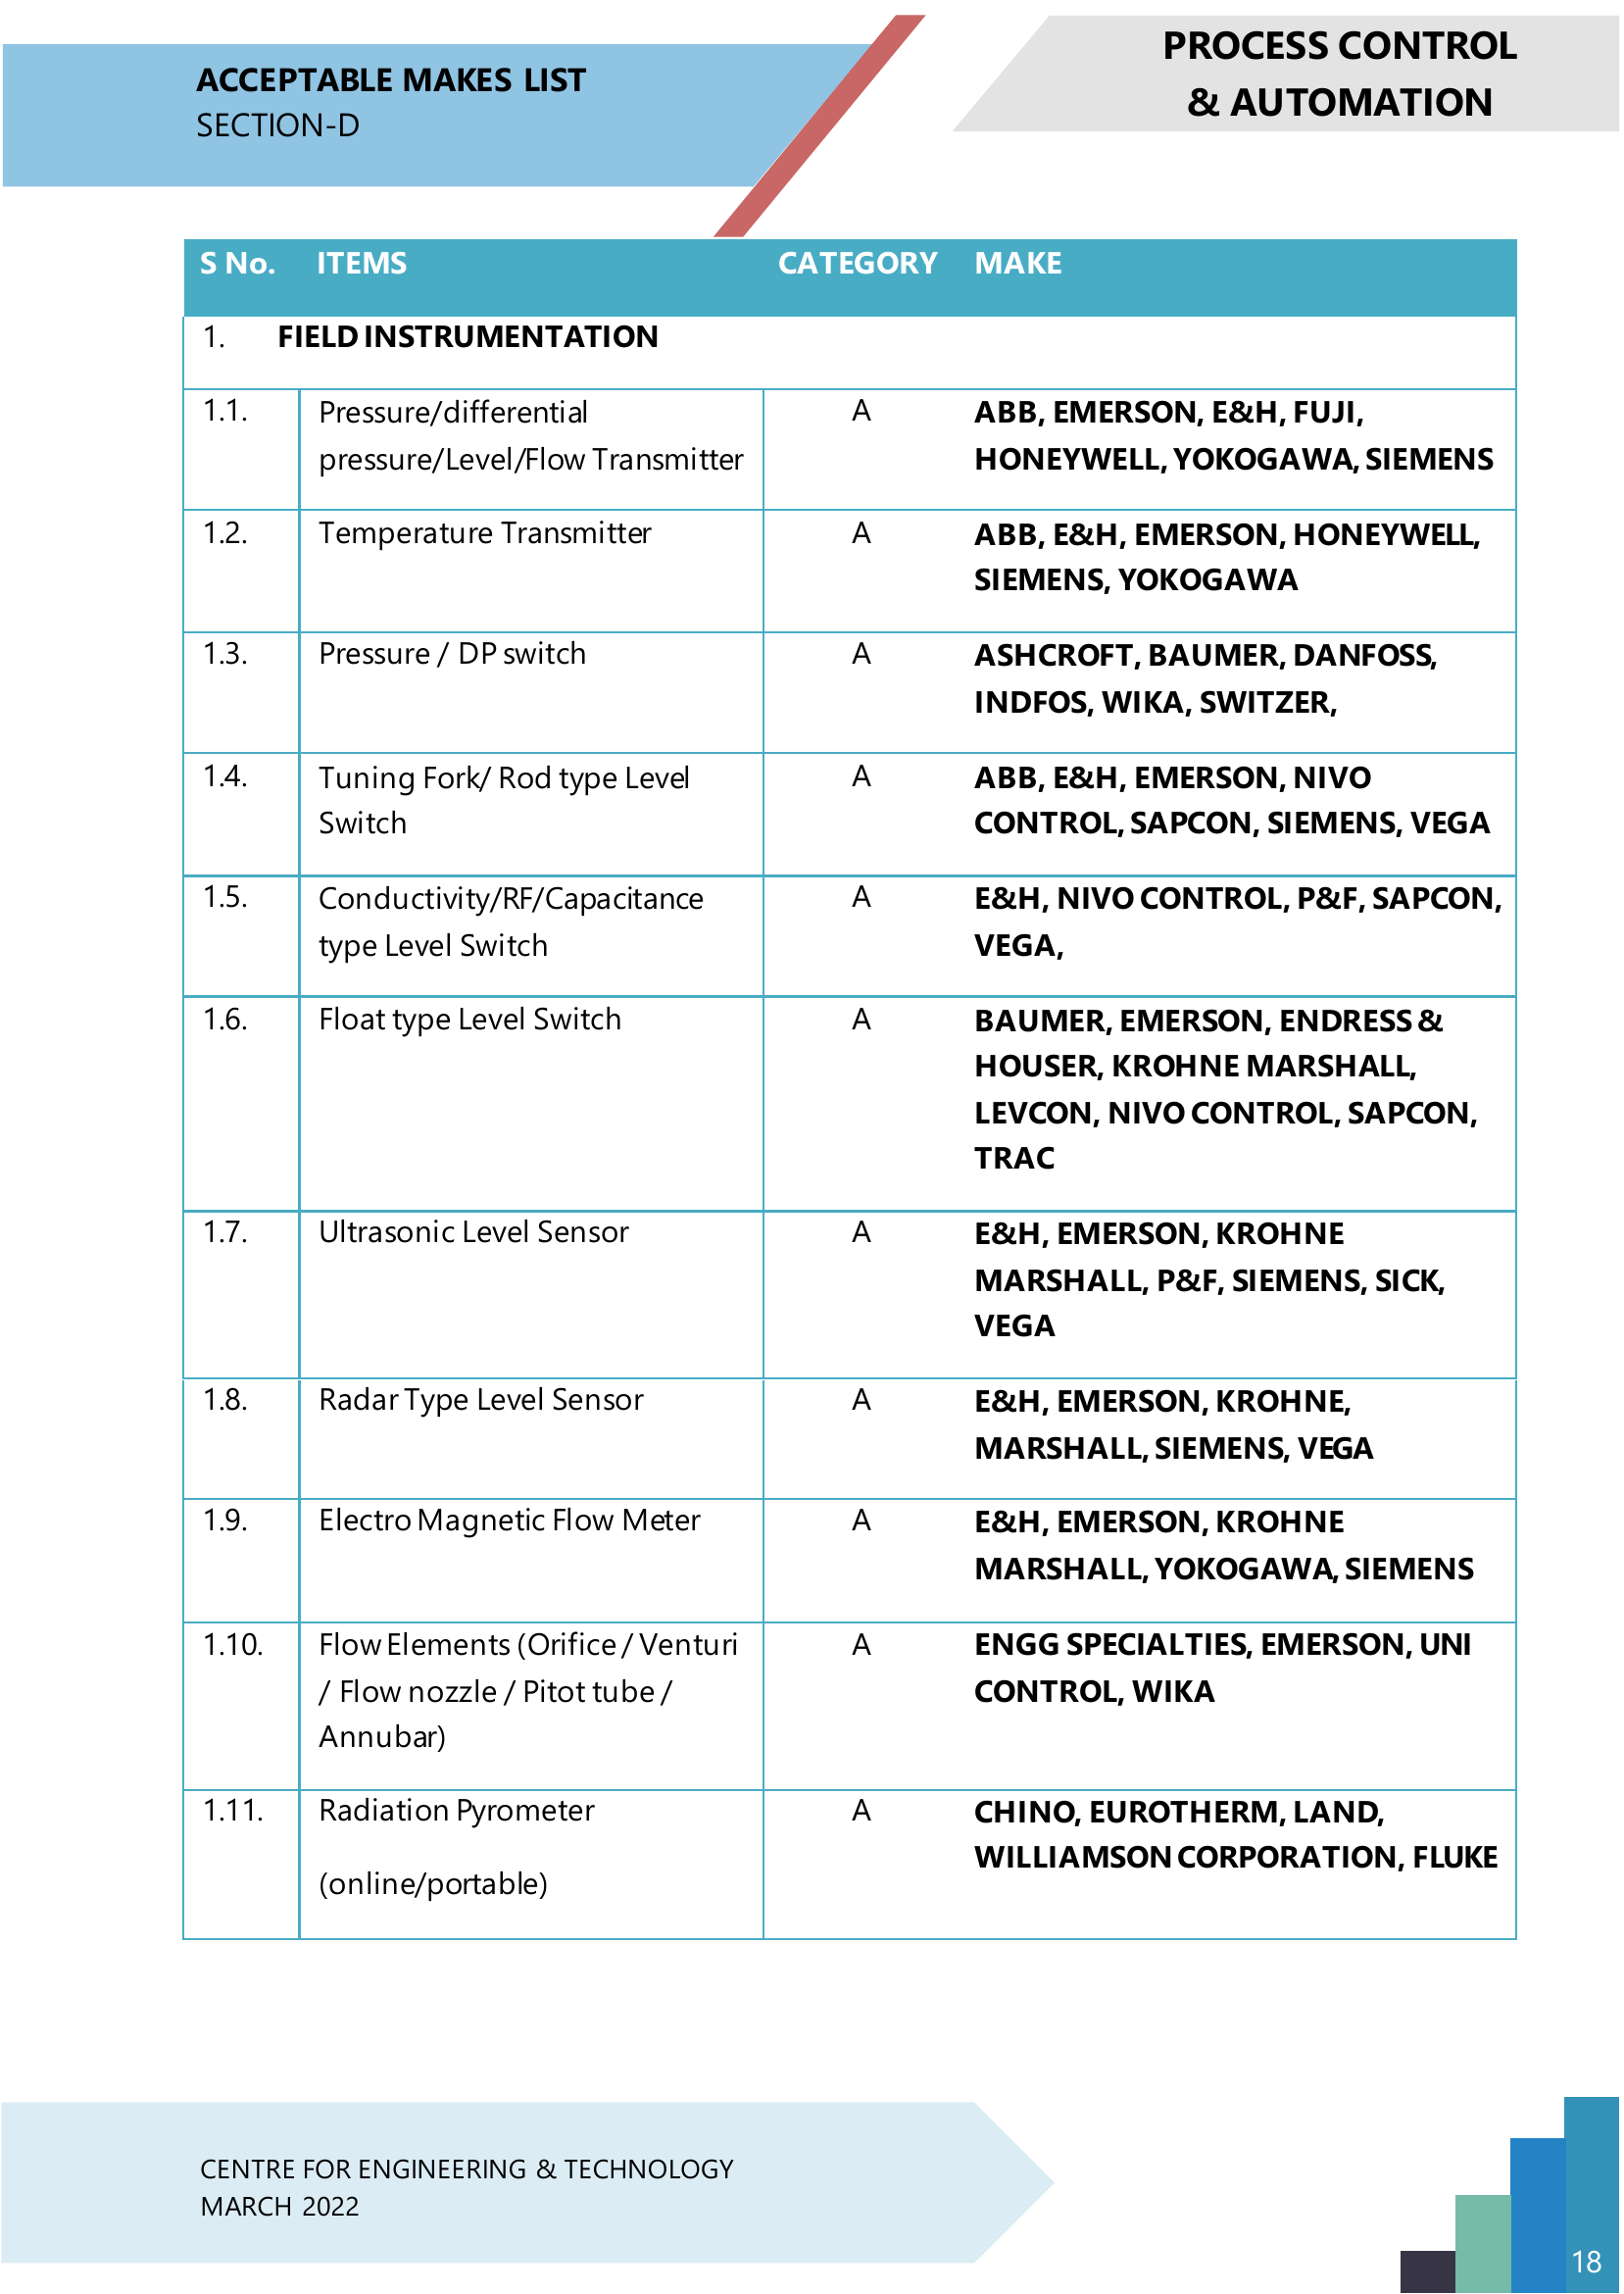 ACCEPTABLE MAKES LIST
SECTION-D
PROCESS CONTROL
& AUTOMATION
S No. ITEMS CATEGORY MAKE
1. FIELD INSTRUMENTATION
1.1. Pressure/differential A ABB, EMERSON, E&H, FUJI,
pressure/Level/Flow Transmitter HONEYWELL, YOKOGAWA, SIEMENS
1.2. Temperature Transmitter A ABB, E&H, EMERSON, HONEYWELL,
SIEMENS, YOKOGAWA
1.3. Pressure / DP switch A ASHCROFT, BAUMER, DANFOSS,
INDFOS, WIKA, SWITZER,
1.4. Tuning Fork/ Rod type Level A ABB, E&H, EMERSON, NIVO
Switch CONTROL, SAPCON, SIEMENS, VEGA
1.5. Conductivity/RF/Capacitance A E&H, NIVO CONTROL, P&F, SAPCON,
type Level Switch VEGA,
1.6. Float type Level Switch A BAUMER, EMERSON, ENDRESS &
HOUSER, KROHNE MARSHALL,
LEVCON, NIVO CONTROL, SAPCON,
TRAC
1.7. Ultrasonic Level Sensor A E&H, EMERSON, KROHNE
MARSHALL, P&F, SIEMENS, SICK,
VEGA
1.8. Radar Type Level Sensor A E&H, EMERSON, KROHNE,
MARSHALL, SIEMENS, VEGA
1.9. Electro Magnetic Flow Meter A E&H, EMERSON, KROHNE
MARSHALL, YOKOGAWA, SIEMENS
1.10. Flow Elements (Orifice / Venturi A ENGG SPECIALTIES, EMERSON, UNI
/ Flow nozzle / Pitot tube / CONTROL, WIKA
Annubar)
1.11. Radiation Pyrometer A CHINO, EUROTHERM, LAND,
WILLIAMSON CORPORATION, FLUKE
(online/portable)
CENTRE FOR ENGINEERING & TECHNOLOGY
MARCH 2022
18